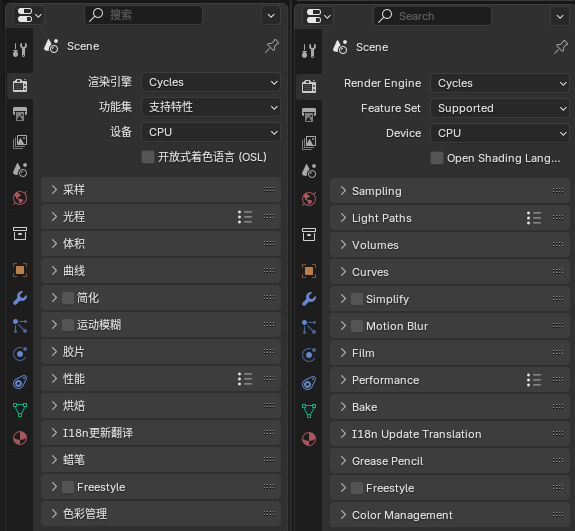 搜索
Scene
渲染引擎 Cycles
功能集 支持特性
设备 CPU
开放式着色语言 (OSL)
采样
光程
体积
曲线
简化
运动模糊
胶片
性能
烘焙
I18n更新翻译
蜡笔
Freestyle
色彩管理
Search
Scene
Render Engine Cycles
Feature Set Supported
Device CPU
Open Shading Lang...
Sampling
Light Paths
Volumes
Curves
Simplify
Motion Blur
Film
Performance
Bake
I18n Update Translation
Grease Pencil
Freestyle
Color Management